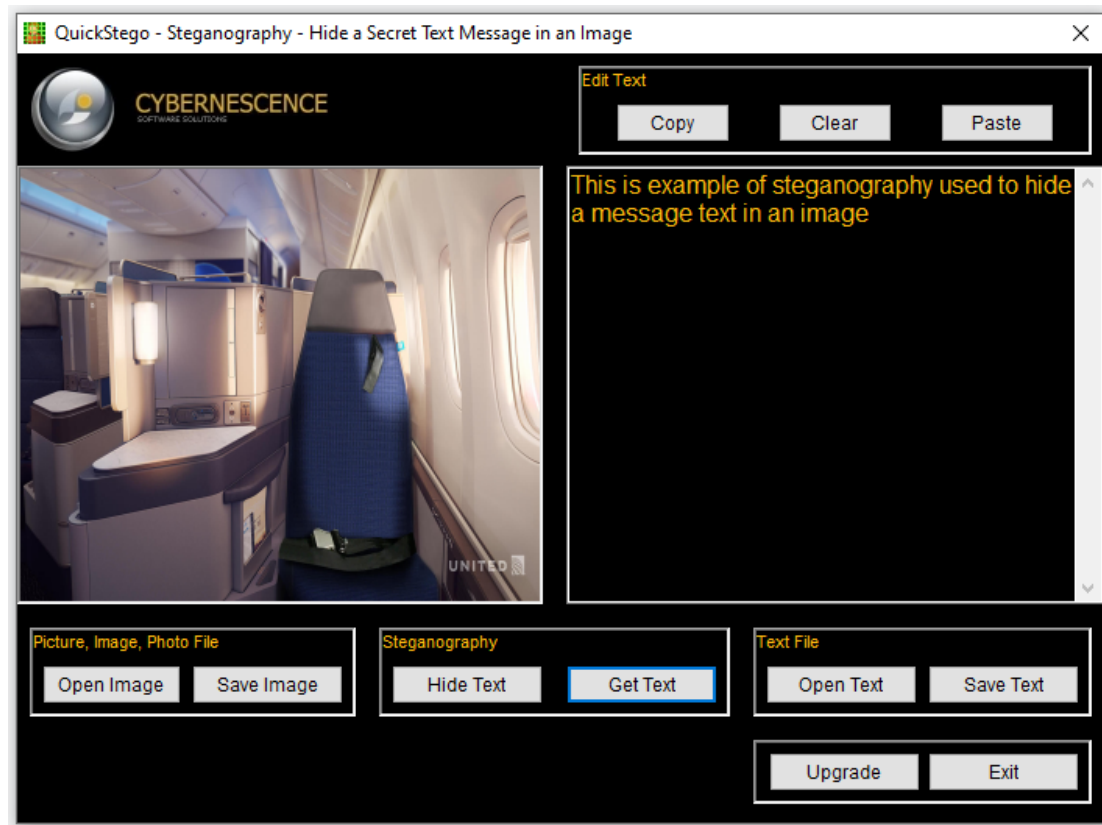 QuickStego - Steganography - Hide a Secret Text Message in an Image
CYBERNESCENCE
SOFTWARE SOLUTIONS
Edit Text
Copy
Clear
Paste
This is example of steganography used to hide
a message text in an image
UNITED
Picture, Image, Photo File
Open Image
Save Image
Steganography
Hide Text
Get Text
Text File
Open Text
Save Text
Upgrade
Exit